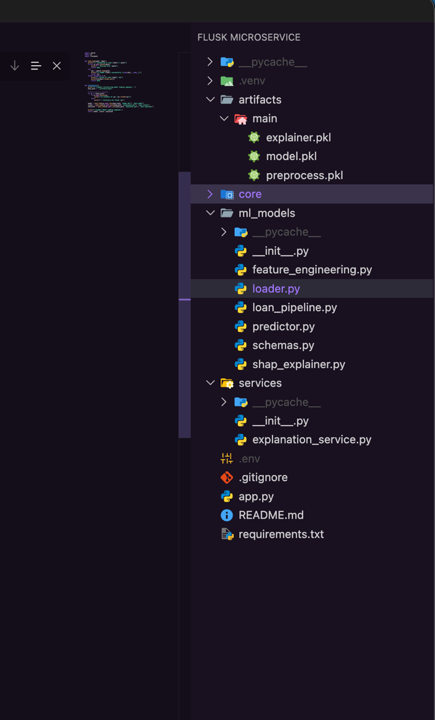 FLUSK MICROSERVICE
__pycache__
.venv
artifacts
main
explainer.pkl
model.pkl
preprocess.pkl
core
ml_models
__pycache__
__init__.py
feature_engineering.py
loader.py
loan_pipeline.py
predictor.py
schemas.py
shap_explainer.py
services
__pycache__
__init__.py
explanation_service.py
.env
.gitignore
app.py
README.md
requirements.txt